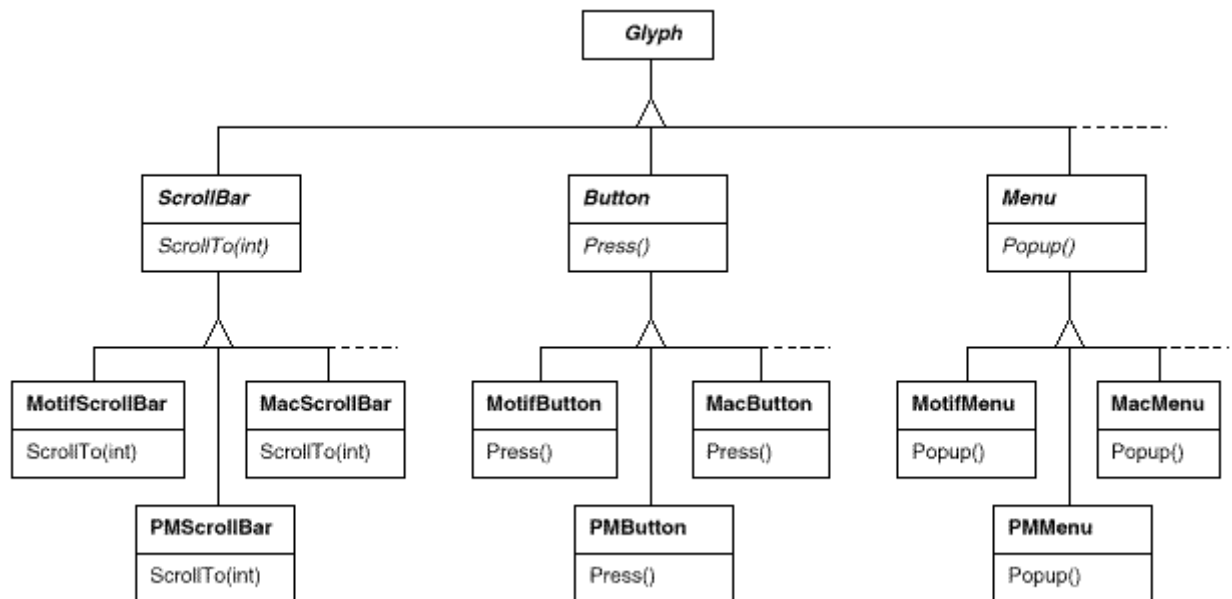 Glyph
ScrollBar
ScrollTo(int)
Button
Press()
Menu
Popup()
MotifScrollBar
ScrollTo(int)
MacScrollBar
ScrollTo(int)
PMScrollBar
ScrollTo(int)
MotifButton
Press()
MacButton
Press()
PMButton
Press()
MotifMenu
Popup()
MacMenu
Popup()
PMMenu
Popup()